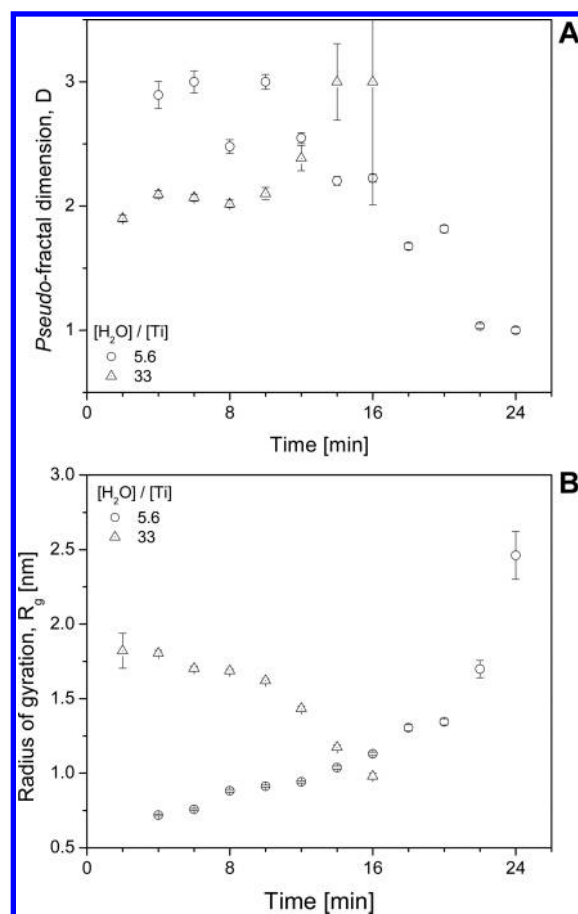 A
Pseudo-fractal dimension, D
3
2
1
[H₂O] / [Ti]
5.6
33
0 8 16 24
Time [min]
B
Radius of gyration, R_g [nm]
3.0
2.5
2.0
1.5
1.0
0.5
[H₂O] / [Ti]
5.6
33
0 8 16 24
Time [min]